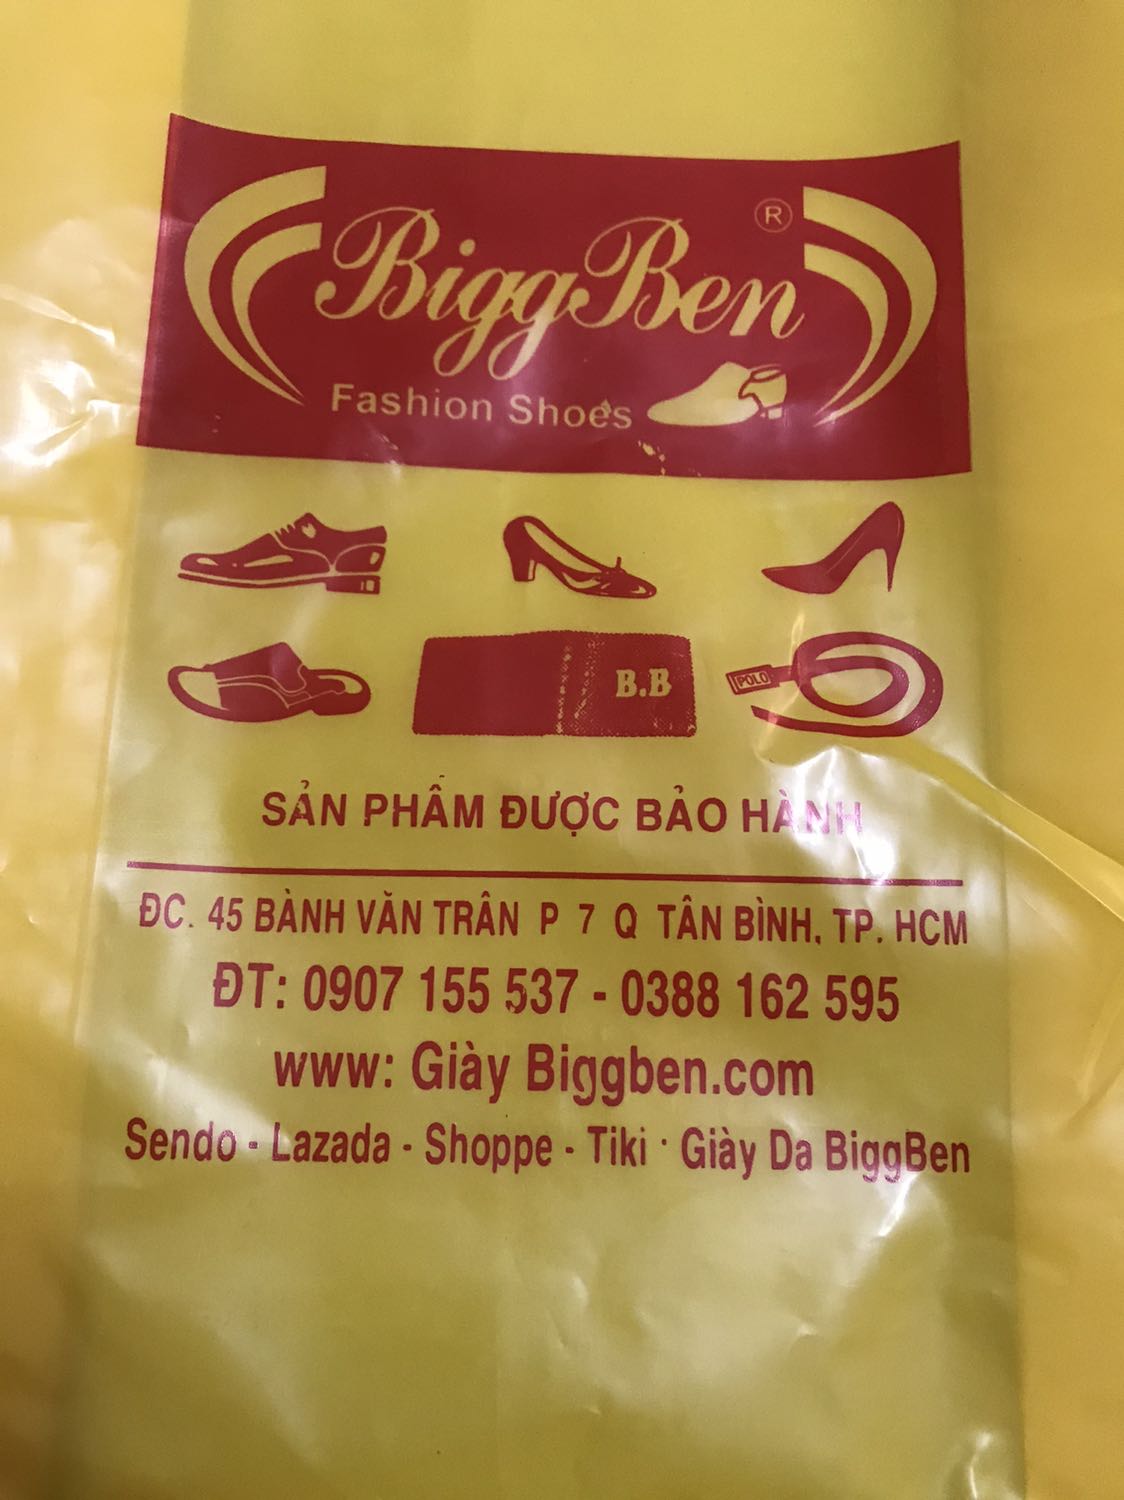 BiggBen ®
Fashion Shoes
B.B
POLO
SẢN PHẨM ĐƯỢC BẢO HÀNH
ĐC. 45 BÀNH VĂN TRÂN P 7 Q TÂN BÌNH, TP. HCM
ĐT: 0907 155 537 - 0388 162 595
www: Giày Biggben.com
Sendo - Lazada - Shoppe - Tiki · Giày Da BiggBen